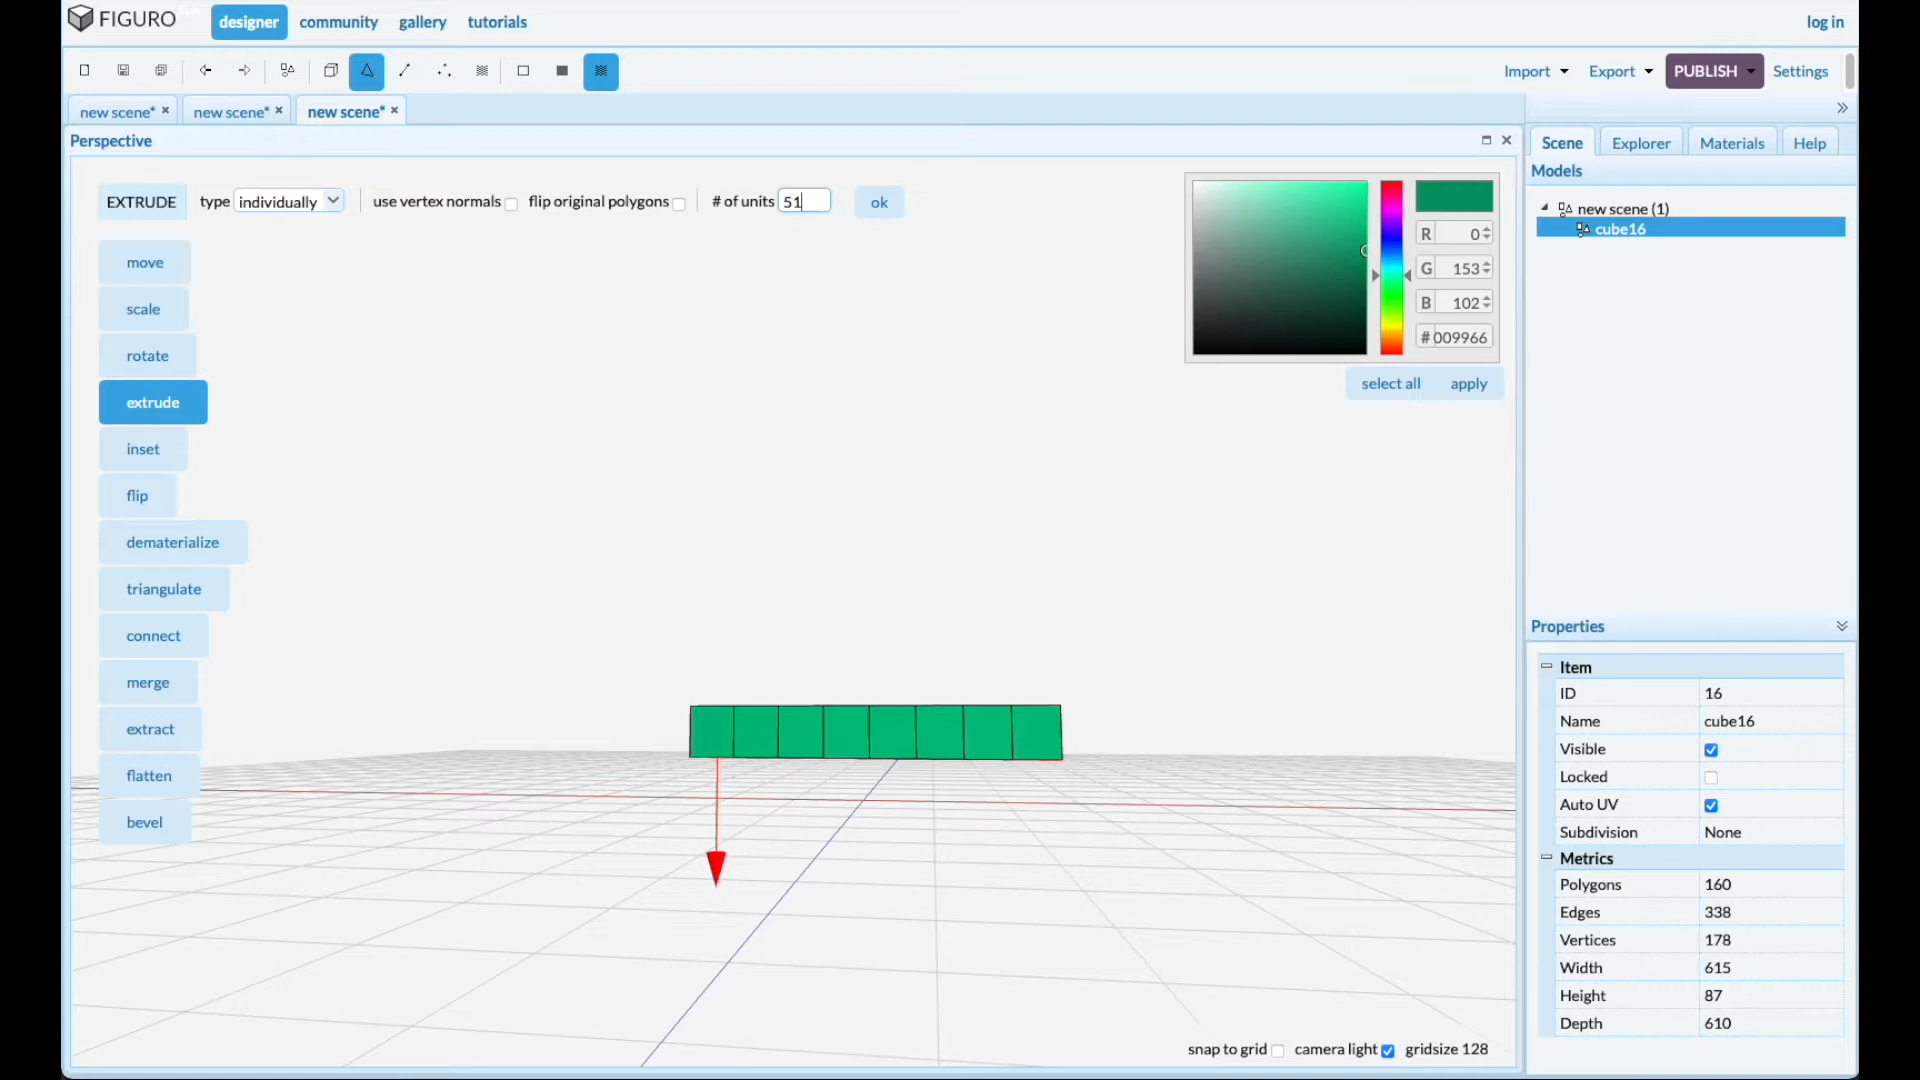 FIGURO designer community gallery tutorials log in
Import Export PUBLISH Settings
new scene* × new scene* × new scene* ×
Perspective
Scene Explorer Materials Help
Models
EXTRUDE type individually use vertex normals flip original polygons # of units 51 ok
new scene (1)
cube16
R 0
G 153
B 102
# 009966
select all apply
move
scale
rotate
extrude
inset
flip
dematerialize
triangulate
connect
merge
extract
flatten
bevel
Properties
Item
ID 16
Name cube16
Visible
Locked
Auto UV
Subdivision None
Metrics
Polygons 160
Edges 338
Vertices 178
Width 615
Height 87
Depth 610
snap to grid camera light gridsize 128